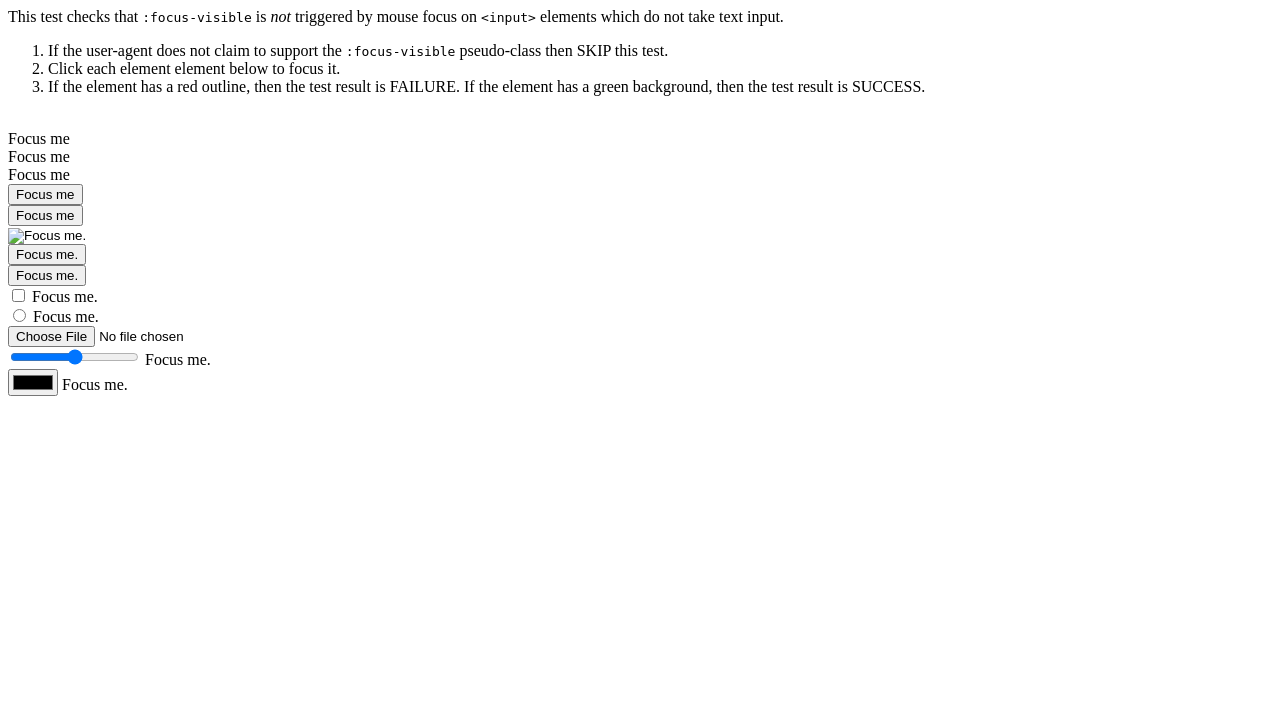 This test checks that :focus-visible is not triggered by mouse focus on <input> elements which do not take text input.
1. If the user-agent does not claim to support the :focus-visible pseudo-class then SKIP this test.
2. Click each element element below to focus it.
3. If the element has a red outline, then the test result is FAILURE. If the element has a green background, then the test result is SUCCESS.
Focus me
Focus me
Focus me
Focus me
Focus me
Focus me.
Focus me.
Focus me.
Focus me.
Focus me.
Choose File No file chosen
Focus me.
Focus me.